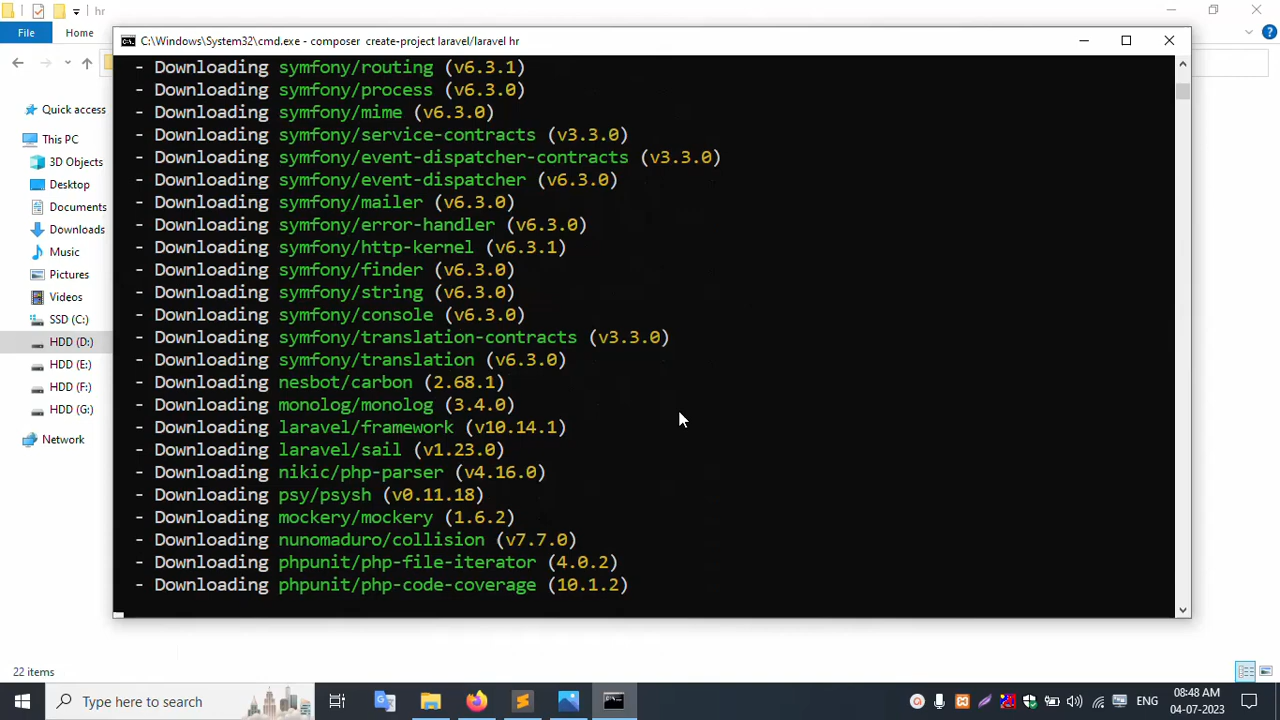 hr
File
Home
C:\Windows\System32\cmd.exe - composer create-project laravel/laravel hr
- Downloading symfony/routing (v6.3.1)
- Downloading symfony/process (v6.3.0)
- Downloading symfony/mime (v6.3.0)
- Downloading symfony/service-contracts (v3.3.0)
- Downloading symfony/event-dispatcher-contracts (v3.3.0)
- Downloading symfony/event-dispatcher (v6.3.0)
- Downloading symfony/mailer (v6.3.0)
- Downloading symfony/error-handler (v6.3.0)
- Downloading symfony/http-kernel (v6.3.1)
- Downloading symfony/finder (v6.3.0)
- Downloading symfony/string (v6.3.0)
- Downloading symfony/console (v6.3.0)
- Downloading symfony/translation-contracts (v3.3.0)
- Downloading symfony/translation (v6.3.0)
- Downloading nesbot/carbon (2.68.1)
- Downloading monolog/monolog (3.4.0)
- Downloading laravel/framework (v10.14.1)
- Downloading laravel/sail (v1.23.0)
- Downloading nikic/php-parser (v4.16.0)
- Downloading psy/psysh (v0.11.18)
- Downloading mockery/mockery (1.6.2)
- Downloading nunomaduro/collision (v7.7.0)
- Downloading phpunit/php-file-iterator (4.0.2)
- Downloading phpunit/php-code-coverage (10.1.2)
Quick access
This PC
3D Objects
Desktop
Documents
Downloads
Music
Pictures
Videos
SSD (C:)
HDD (D:)
HDD (E:)
HDD (F:)
HDD (G:)
Network
22 items
Type here to search
ENG
08:48 AM
04-07-2023